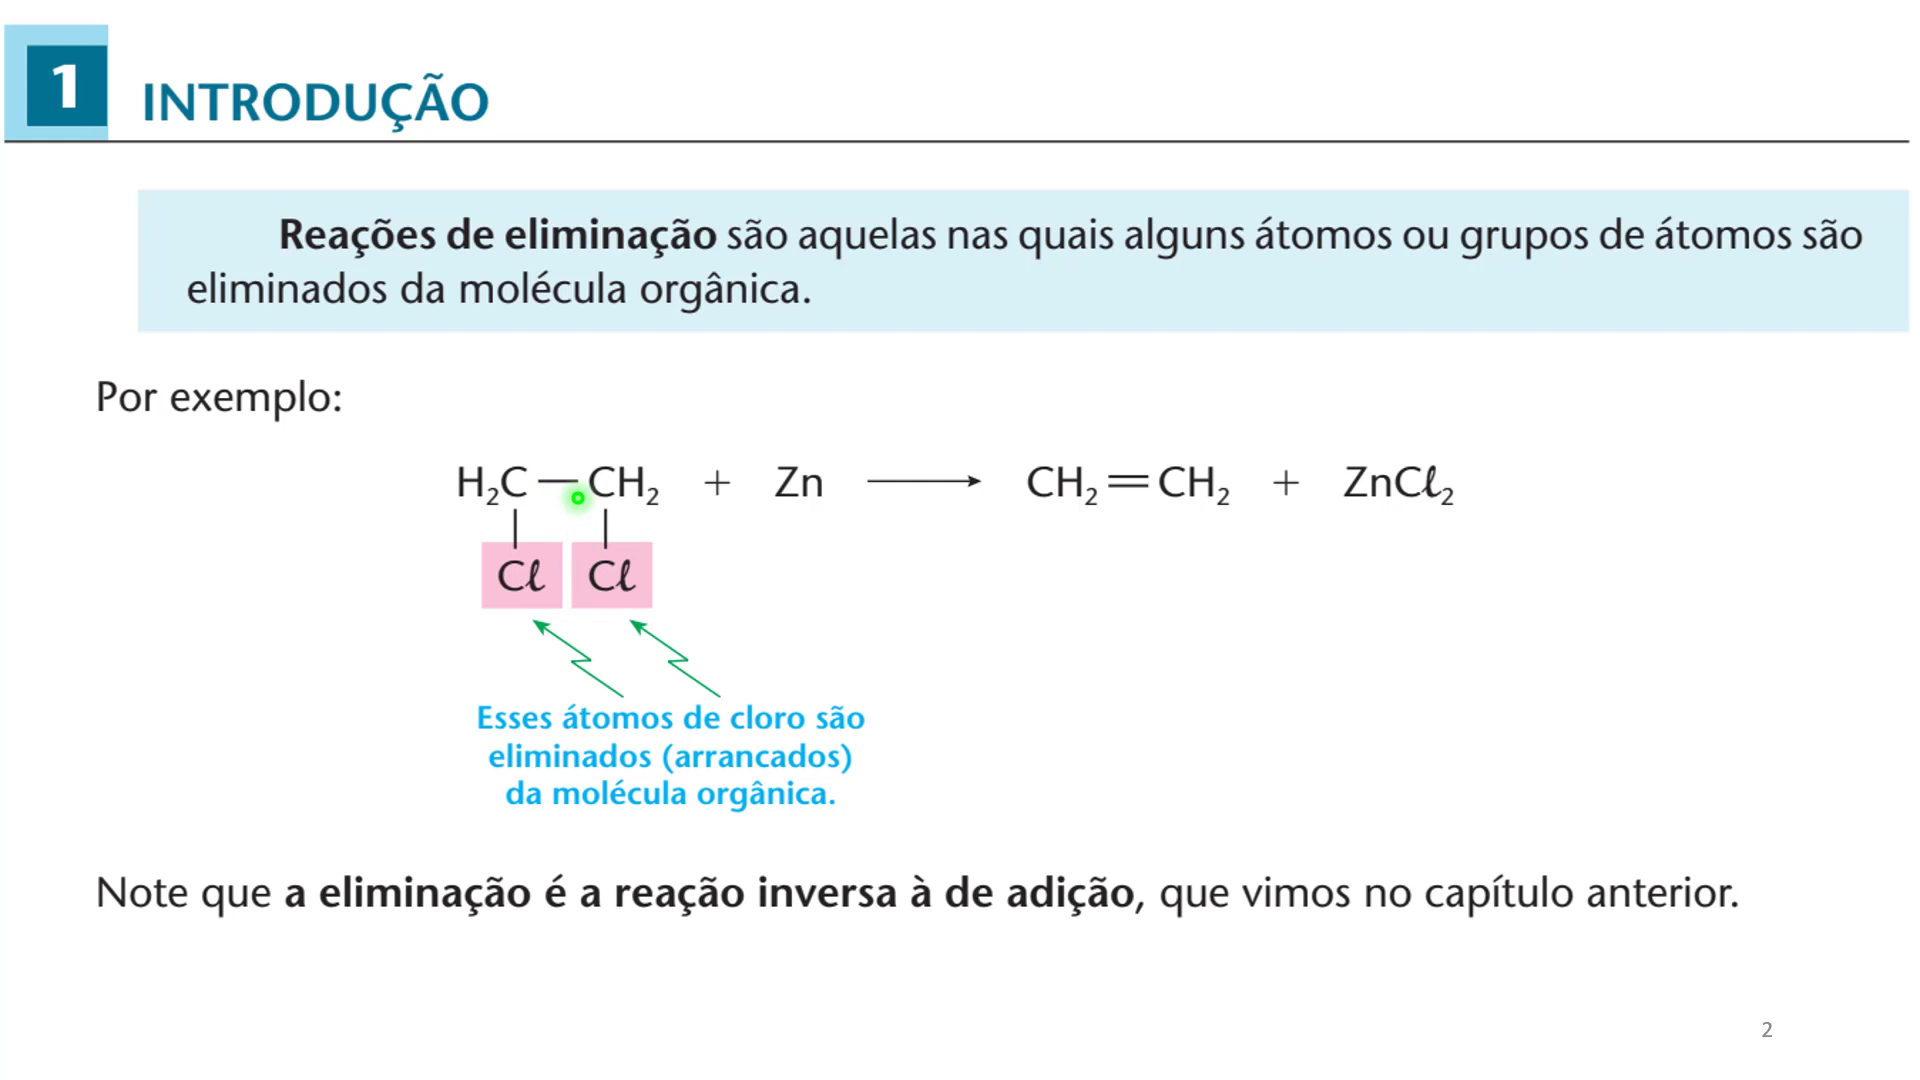 1 INTRODUÇÃO
Reações de eliminação são aquelas nas quais alguns átomos ou grupos de átomos são
eliminados da molécula orgânica.
Por exemplo:
H₂C — CH₂ + Zn ⟶ CH₂ = CH₂ + ZnCℓ₂
| |
Cℓ Cℓ
Esses átomos de cloro são
eliminados (arrancados)
da molécula orgânica.
Note que a eliminação é a reação inversa à de adição, que vimos no capítulo anterior.
2